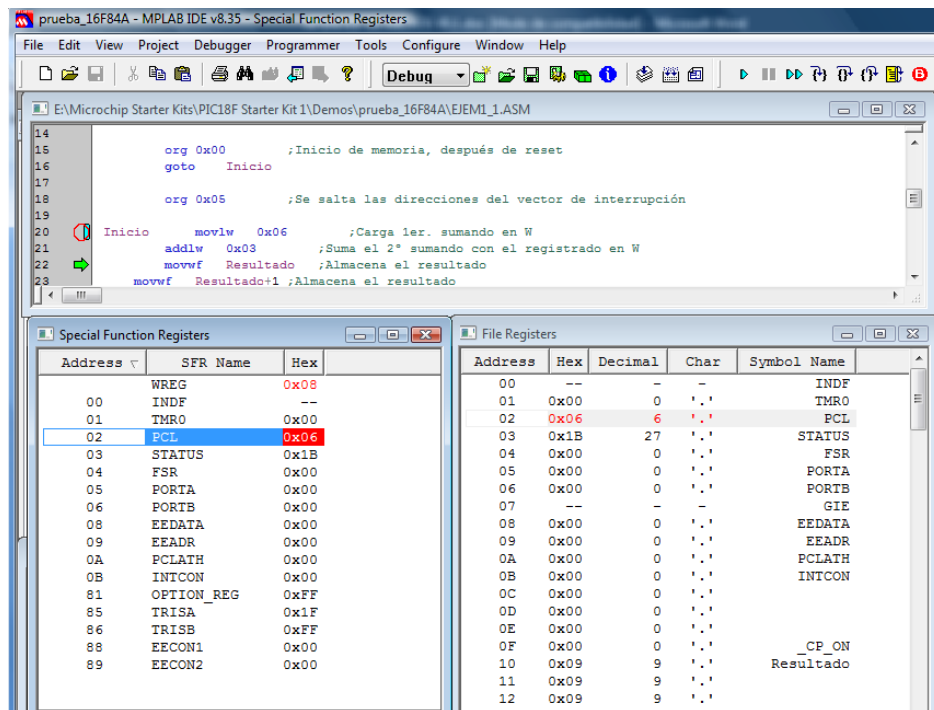 prueba_16F84A - MPLAB IDE v8.35 - Special Function Registers
File Edit View Project Debugger Programmer Tools Configure Window Help
Debug
E:\Microchip Starter Kits\PIC18F Starter Kit 1\Demos\prueba_16F84A\EJEM1_1.ASM
14
15 org 0x00 ;Inicio de memoria, después de reset
16 goto Inicio
17
18 org 0x05 ;Se salta las direcciones del vector de interrupción
19
20 Inicio movlw 0x06 ;Carga 1er. sumando en W
21 addlw 0x03 ;Suma el 2° sumando con el registrado en W
22 movwf Resultado ;Almacena el resultado
23 movwf Resultado+1 ;Almacena el resultado
Special Function Registers
Address SFR Name Hex
WREG 0x08
00 INDF --
01 TMR0 0x00
02 PCL 0x06
03 STATUS 0x1B
04 FSR 0x00
05 PORTA 0x00
06 PORTB 0x00
08 EEDATA 0x00
09 EEADR 0x00
0A PCLATH 0x00
0B INTCON 0x00
81 OPTION_REG 0xFF
85 TRISA 0x1F
86 TRISB 0xFF
88 EECON1 0x00
89 EECON2 0x00
File Registers
Address Hex Decimal Char Symbol Name
00 -- - - INDF
01 0x00 0 '.' TMR0
02 0x06 6 '.' PCL
03 0x1B 27 '.' STATUS
04 0x00 0 '.' FSR
05 0x00 0 '.' PORTA
06 0x00 0 '.' PORTB
07 -- - - GIE
08 0x00 0 '.' EEDATA
09 0x00 0 '.' EEADR
0A 0x00 0 '.' PCLATH
0B 0x00 0 '.' INTCON
0C 0x00 0 '.'
0D 0x00 0 '.'
0E 0x00 0 '.'
0F 0x00 0 '.' _CP_ON
10 0x09 9 '.' Resultado
11 0x09 9 '.'
12 0x09 9 '.'